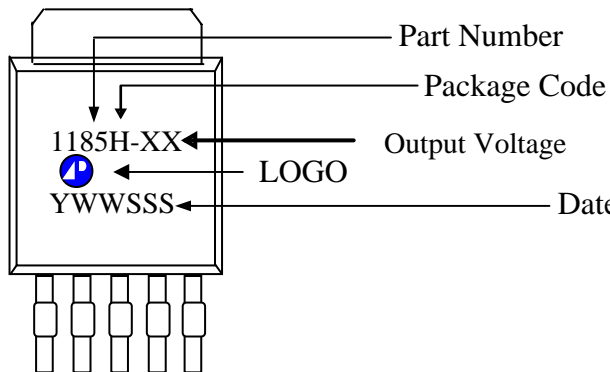 Part Number
Package Code
1185H-XX
Output Voltage
LOGO
YWWSSS
Date